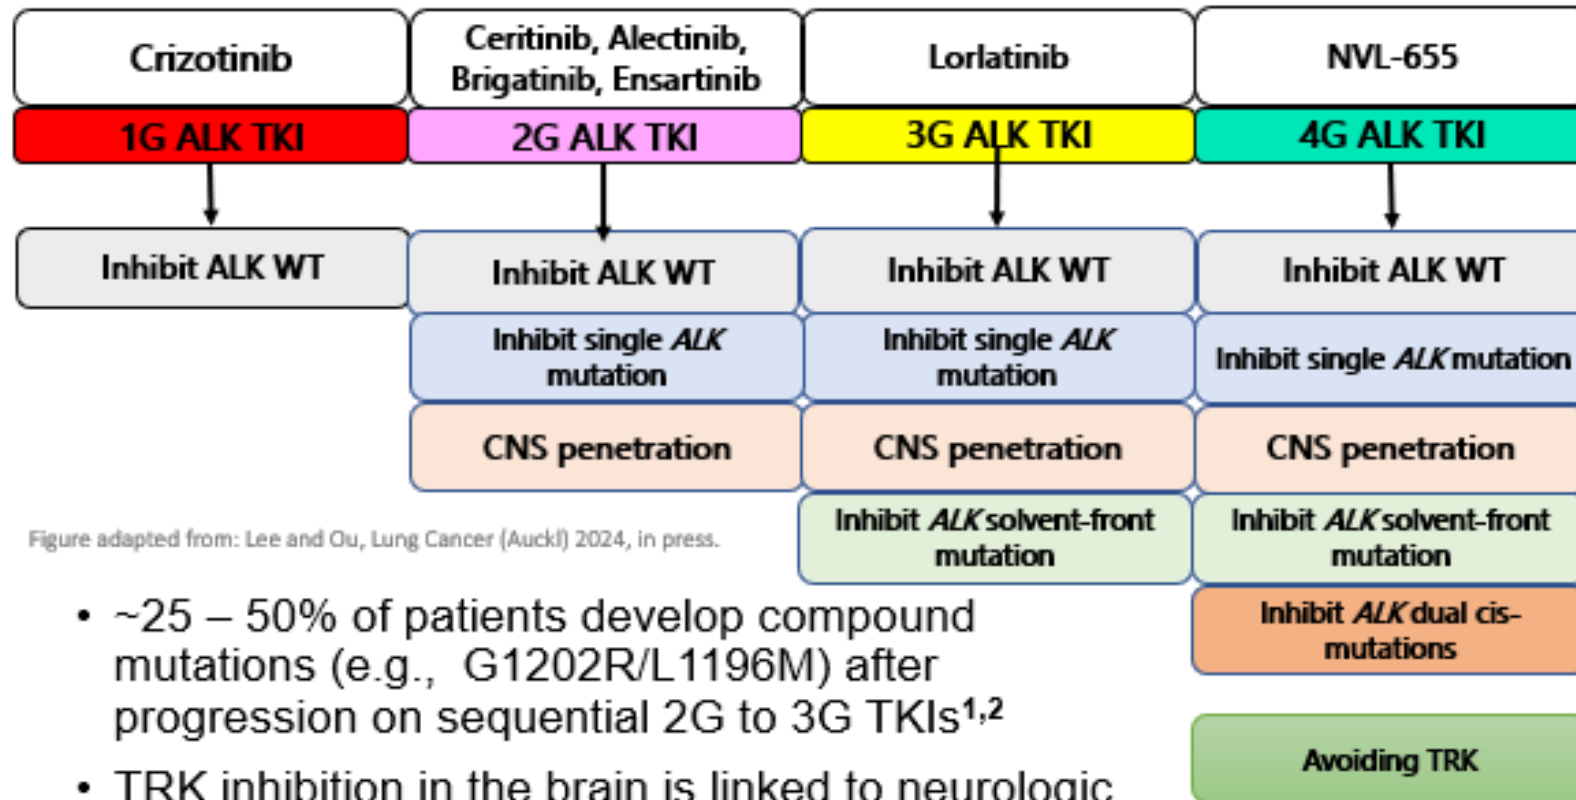 Crizotinib
Ceritinib, Alectinib,
Brigatinib, Ensartinib
Lorlatinib
NVL-655
1G ALK TKI
2G ALK TKI
3G ALK TKI
4G ALK TKI
Inhibit ALK WT
Inhibit ALK WT
Inhibit ALK WT
Inhibit ALK WT
Inhibit single ALK
mutation
Inhibit single ALK
mutation
Inhibit single ALK mutation
CNS penetration
CNS penetration
CNS penetration
Inhibit ALK solvent-front
mutation
Inhibit ALK solvent-front
mutation
Inhibit ALK dual cis-
mutations
Avoiding TRK
Figure adapted from: Lee and Ou, Lung Cancer (Auckl) 2024, in press.
• ~25 – 50% of patients develop compound
mutations (e.g., G1202R/L1196M) after
progression on sequential 2G to 3G TKIs1,2
• TRK inhibition in the brain is linked to neurologic